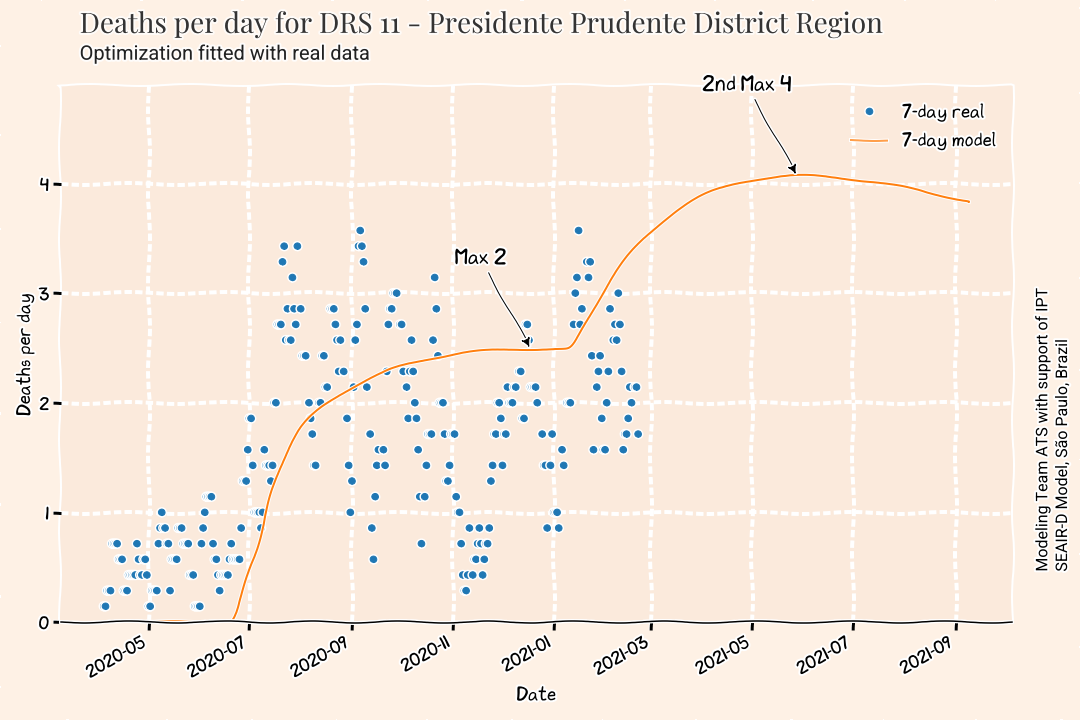 Deaths per day for DRS 11 - Presidente Prudente District Region
Optimization fitted with real data
2nd Max 4
7-day real
7-day model
Max 2
4
3
2
1
0
Deaths per day
2020-05
2020-07
2020-09
2020-11
2021-01
2021-03
2021-05
2021-07
2021-09
Date
Modeling Team ATS with support of IPT
SEAIR-D Model, São Paulo, Brazil